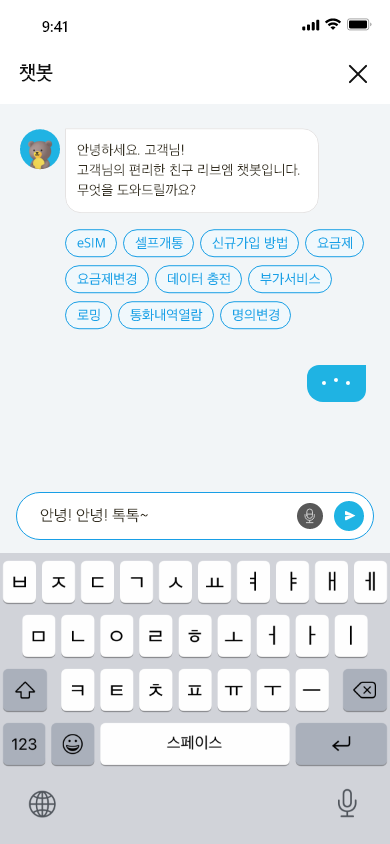 9:41
챗봇
안녕하세요. 고객님!
고객님의 편리한 친구 리브엠 챗봇입니다.
무엇을 도와드릴까요?
eSIM 셀프개통 신규가입 방법 요금제
요금제변경 데이터 충전 부가서비스
로밍 통화내역열람 명의변경
안녕! 안녕! 톡톡~
ㅂ ㅈ ㄷ ㄱ ㅅ ㅛ ㅕ ㅑ ㅐ ㅔ
ㅁ ㄴ ㅇ ㄹ ㅎ ㅗ ㅓ ㅏ ㅣ
ㅋ ㅌ ㅊ ㅍ ㅠ ㅜ ㅡ
123 스페이스